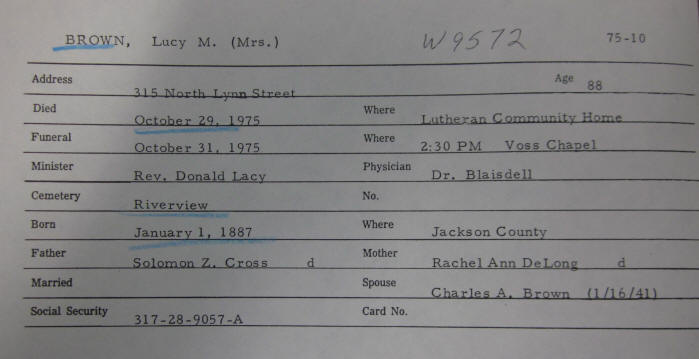 BROWN, Lucy M. (Mrs.) W9572 75-10
Address 315 North Lynn Street Age 88
Died October 29, 1975 Where Lutheran Community Home
Funeral October 31, 1975 Where 2:30 PM Voss Chapel
Minister Rev. Donald Lacy Physician Dr. Blaisdell
Cemetery Riverview No.
Born January 1, 1887 Where Jackson County
Father Solomon Z. Cross d Mother Rachel Ann DeLong d
Married Spouse Charles A. Brown (1/16/41)
Social Security 317-28-9057-A Card No.